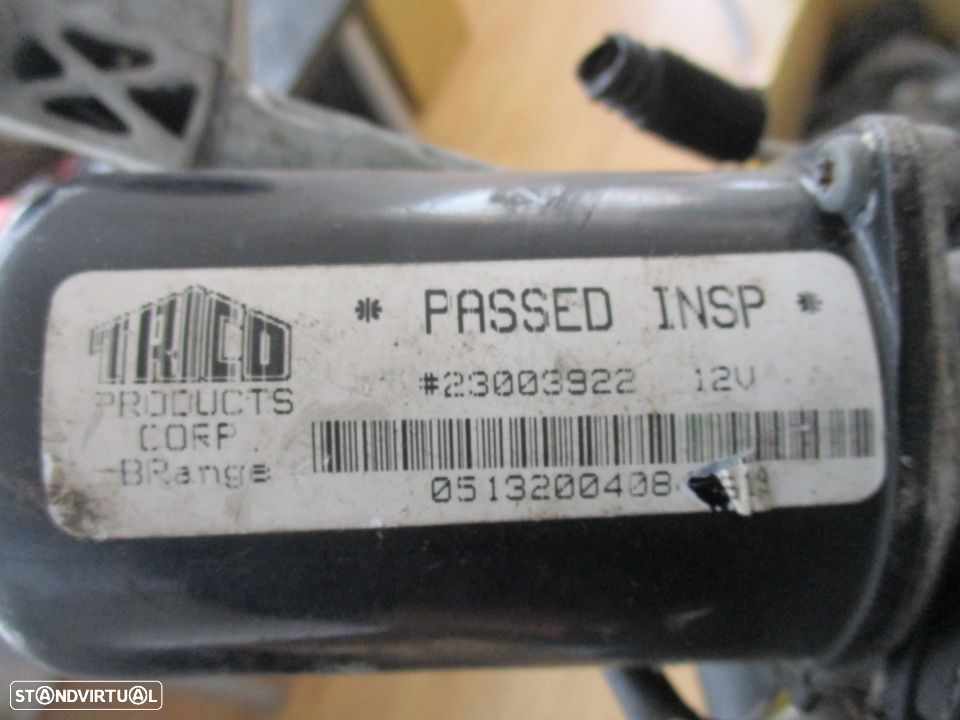 TRICO
PRODUCTS
CORP.
BRange
* PASSED INSP *
#23003922 12V
0513200408
STANDVIRTUAL